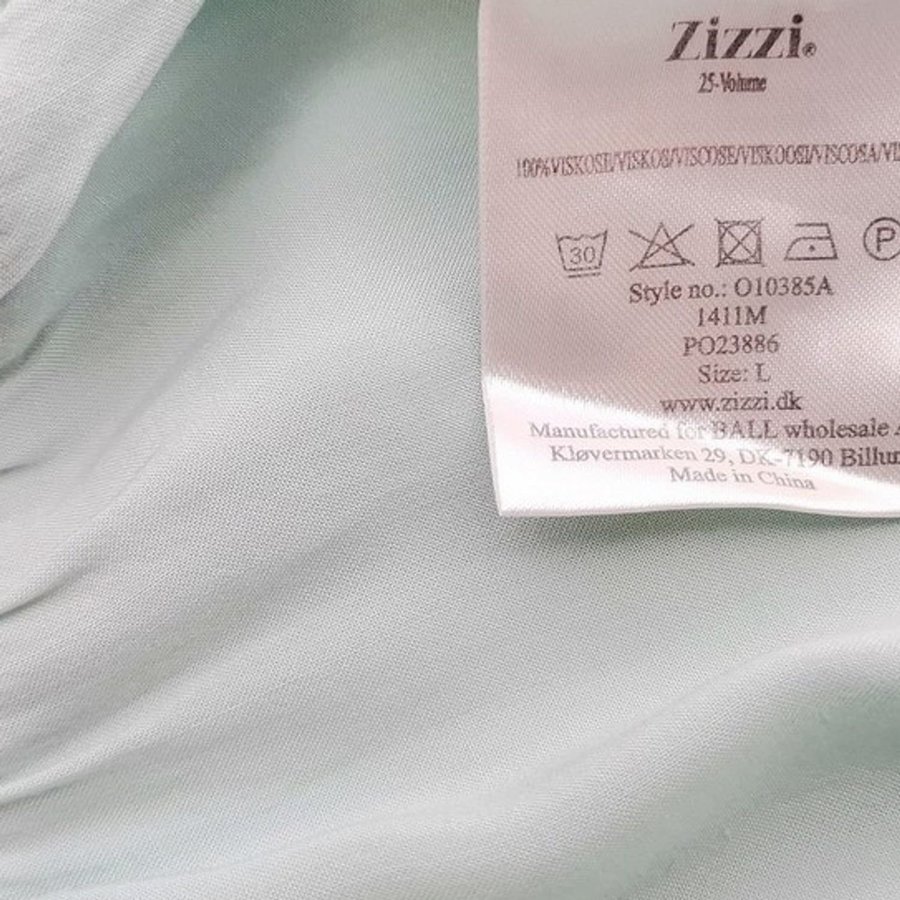 Zizzi®
25-Volume
100%VISKOSE/VISKOS/VISCOSE/VISKOOSI/VISCOSA/VI
30 P
Style no.: O10385A
1411M
PO23886
Size: L
www.zizzi.dk
Manufactured for BALL wholesale A
Kløvermarken 29, DK-7190 Billun
Made in China